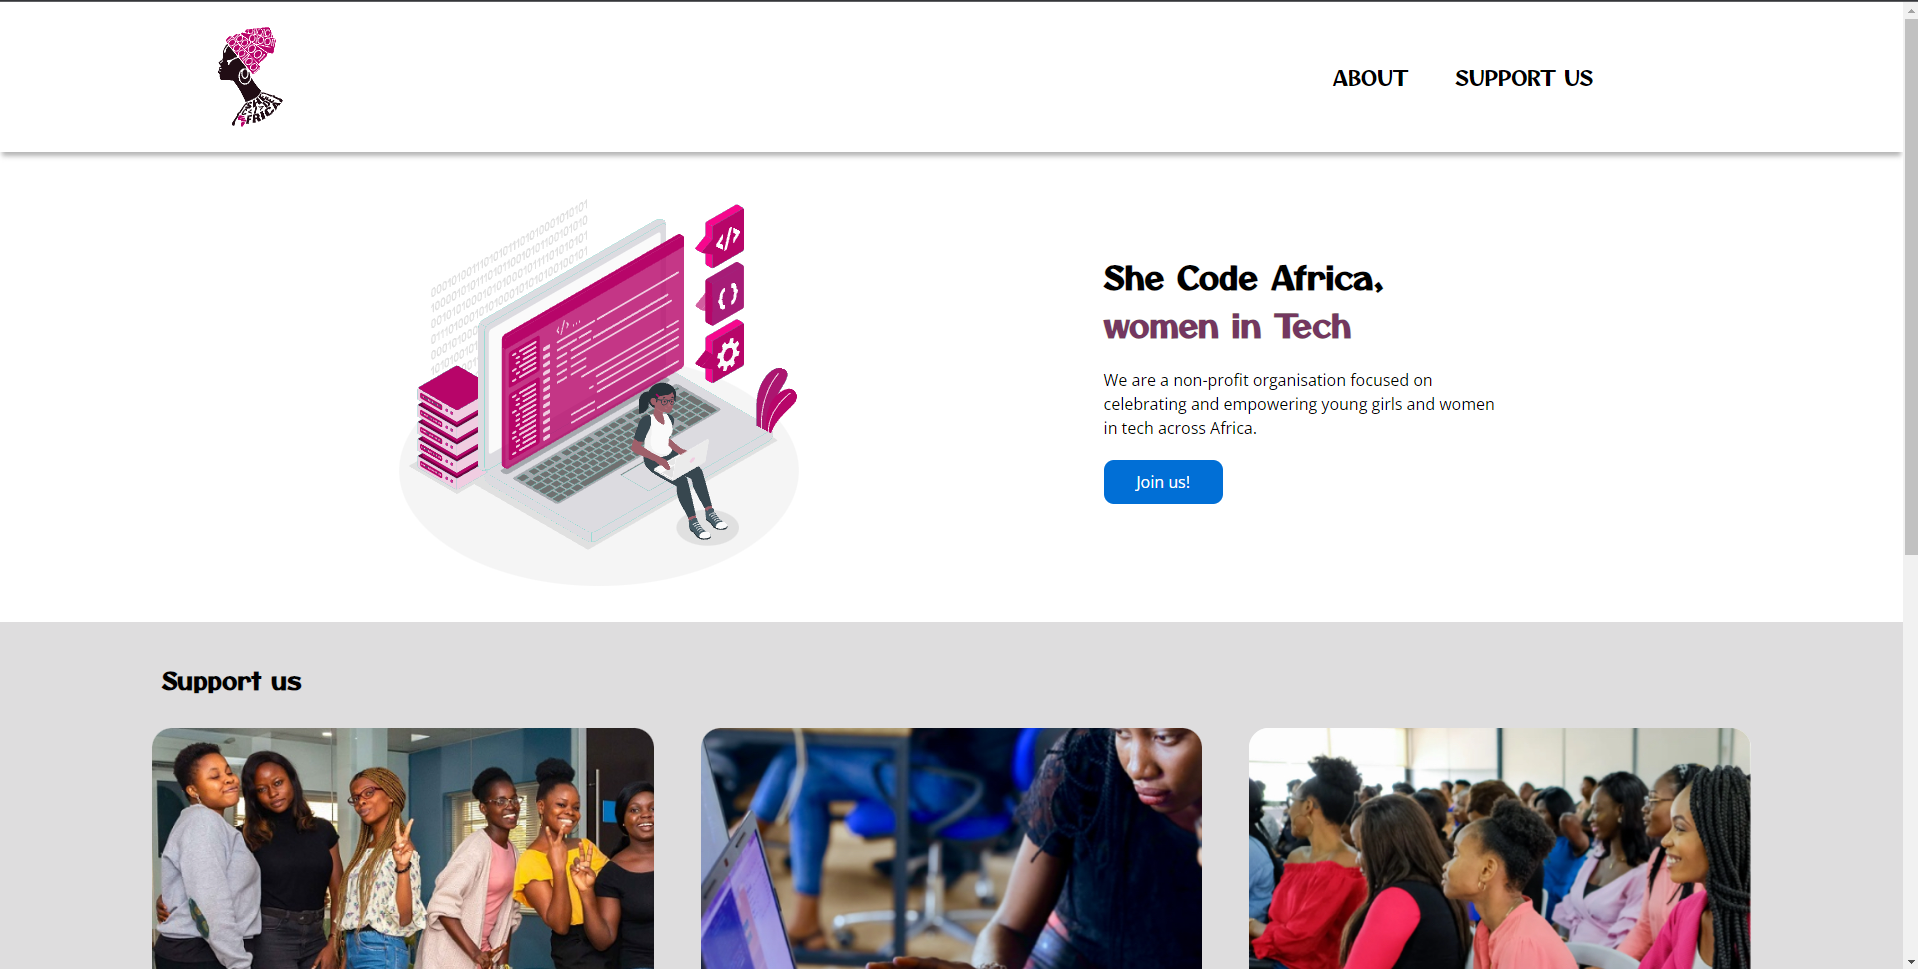 ABOUT SUPPORT US
She Code Africa,
women in Tech
We are a non-profit organisation focused on
celebrating and empowering young girls and women
in tech across Africa.
Join us!
Support us